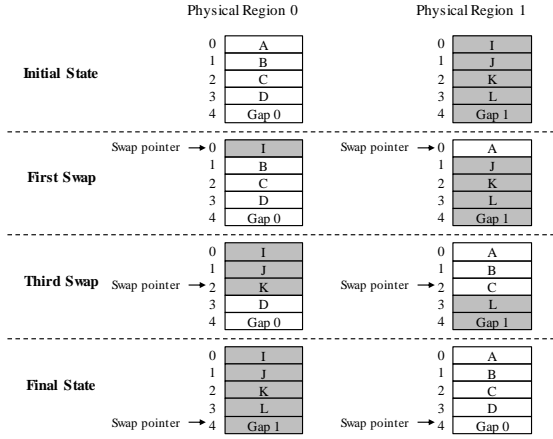 Physical Region 0 Physical Region 1
Initial State
0 A 0 I
1 B 1 J
2 C 2 K
3 D 3 L
4 Gap 0 4 Gap 1
First Swap
Swap pointer 0 I Swap pointer 0 A
1 B 1 J
2 C 2 K
3 D 3 L
4 Gap 0 4 Gap 1
Third Swap
0 I 0 A
1 J 1 B
Swap pointer 2 K Swap pointer 2 C
3 D 3 L
4 Gap 0 4 Gap 1
Final State
0 I 0 A
1 J 1 B
2 K 2 C
3 L 3 D
Swap pointer 4 Gap 1 Swap pointer 4 Gap 0